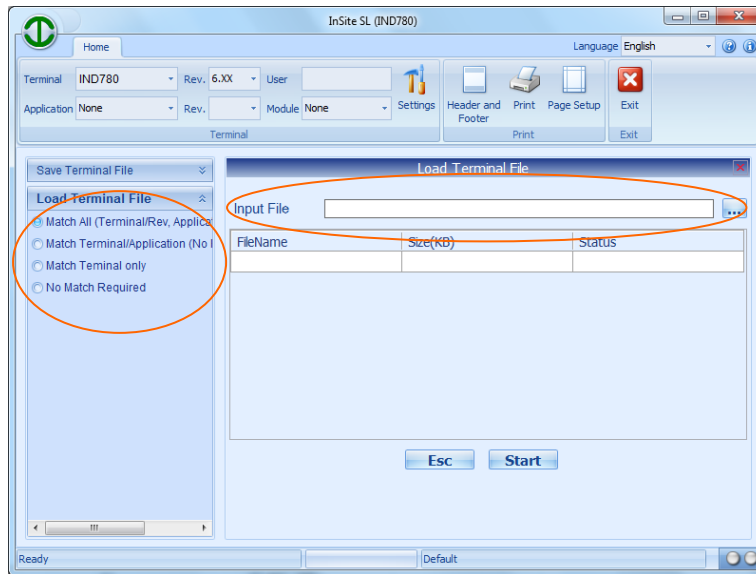 InSite SL (IND780)
Home
Language English
Terminal IND780 Rev. 6.XX User
Application None Rev. Module None
Settings
Header and Footer
Print
Page Setup
Exit
Terminal
Print
Exit
Save Terminal File
Load Terminal File
Match All (Terminal/Rev, Applica
Match Terminal/Application (No
Match Teminal only
No Match Required
Load Terminal File
Input File
...
FileName Size(KB) Status
Esc Start
Ready
Default